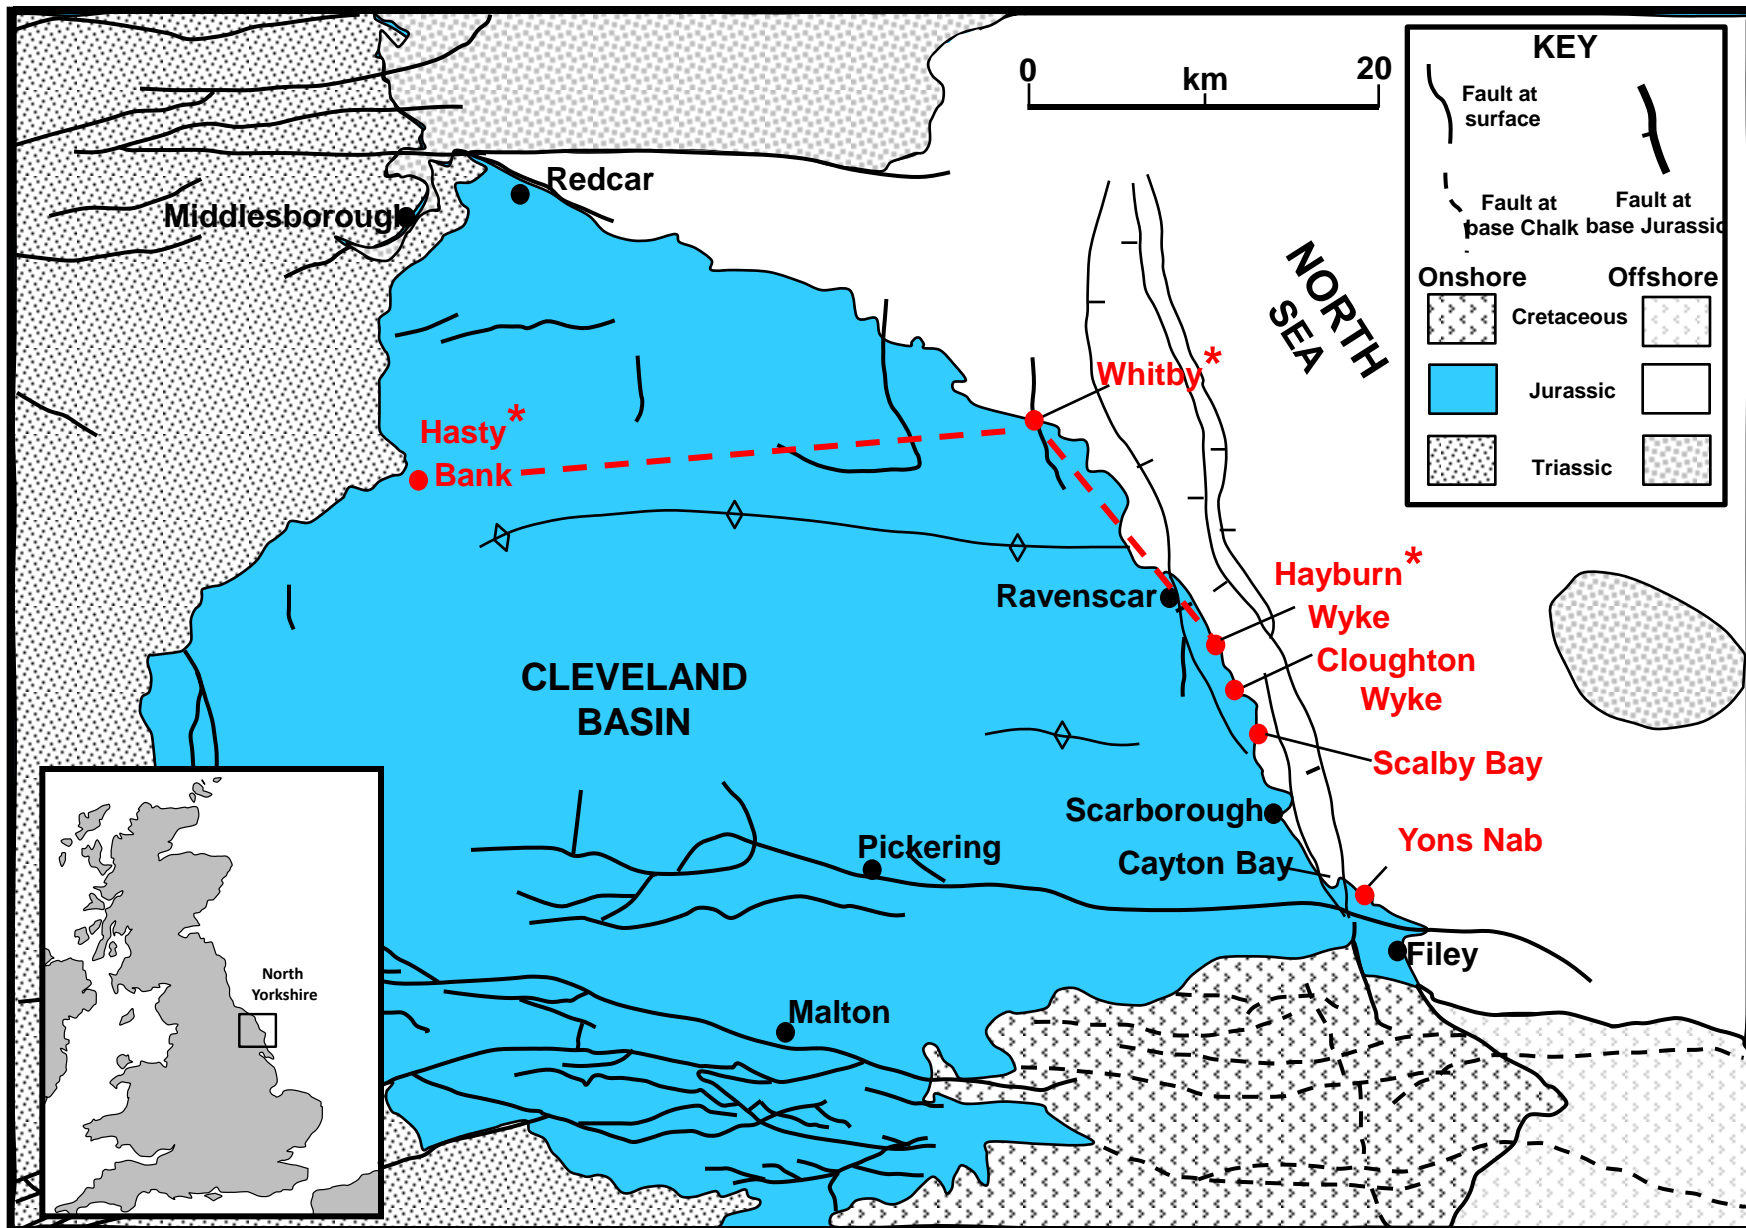 KEY
0
km
20
Fault at
surface
Fault at
base Chalk
Fault at
base Jurassic
Onshore
Offshore
Cretaceous
Jurassic
Triassic
Redcar
Middlesborough
NORTH
SEA
Whitby*
Hasty*
Bank
Hayburn*
Wyke
Ravenscar
Cloughton
Wyke
CLEVELAND
BASIN
Scalby Bay
Scarborough
Yons Nab
Pickering
Cayton Bay
Filey
Malton
North
Yorkshire